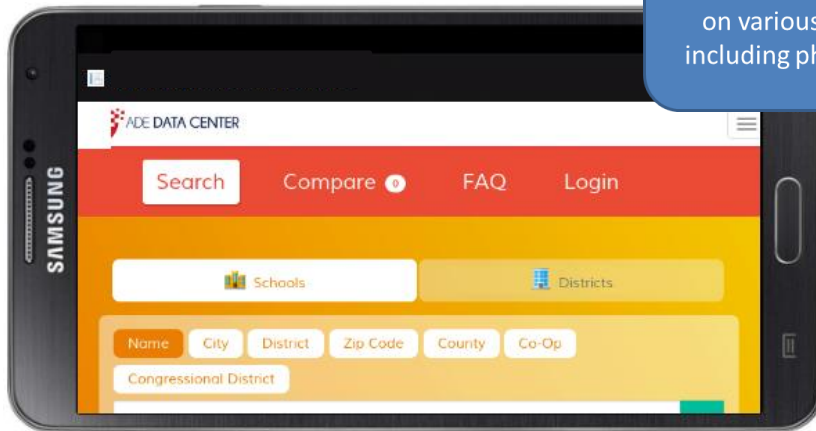 on various
including ph
SAMSUNG
ADE DATA CENTER
Search Compare 0 FAQ Login
Schools Districts
Name City District Zip Code County Co-Op
Congressional District